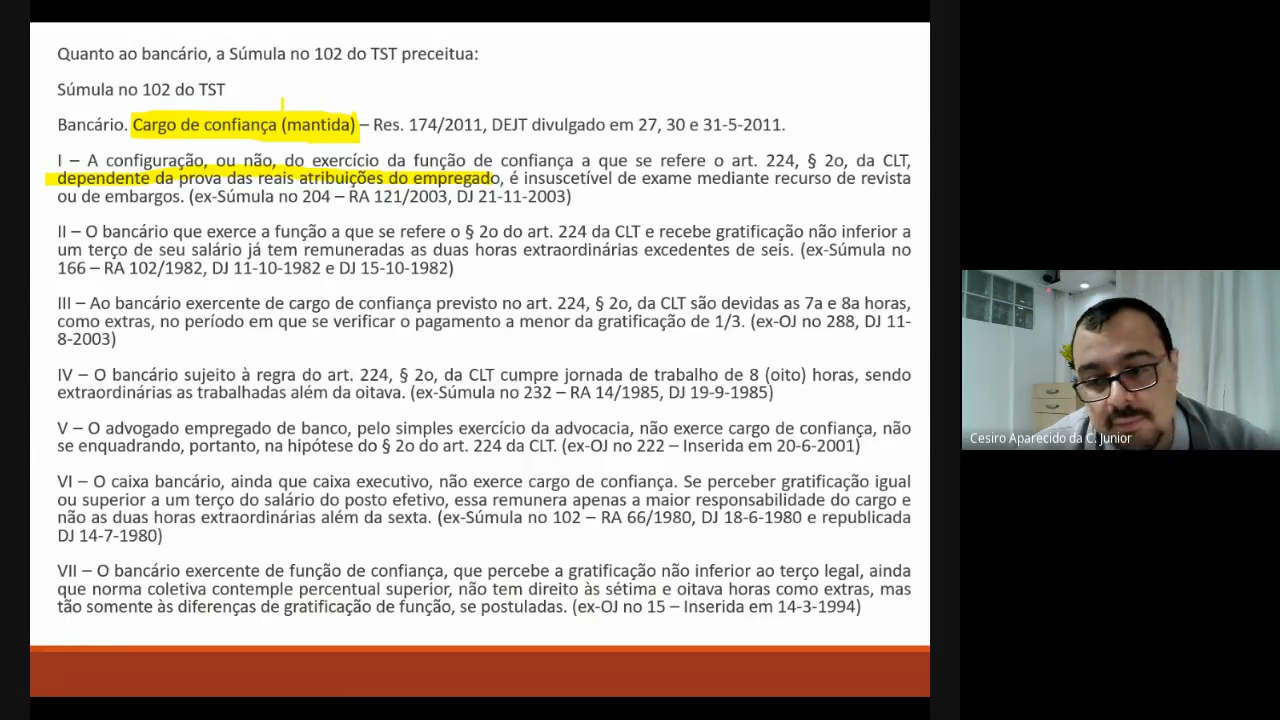 Quanto ao bancário, a Súmula no 102 do TST preceitua:
Súmula no 102 do TST
Bancário. Cargo de confiança (mantida) – Res. 174/2011, DEJT divulgado em 27, 30 e 31-5-2011.
I – A configuração, ou não, do exercício da função de confiança a que se refere o art. 224, § 2o, da CLT,
dependente da prova das reais atribuições do empregado, é insuscetível de exame mediante recurso de revista
ou de embargos. (ex-Súmula no 204 – RA 121/2003, DJ 21-11-2003)
II – O bancário que exerce a função a que se refere o § 2o do art. 224 da CLT e recebe gratificação não inferior a
um terço de seu salário já tem remuneradas as duas horas extraordinárias excedentes de seis. (ex-Súmula no
166 – RA 102/1982, DJ 11-10-1982 e DJ 15-10-1982)
III – Ao bancário exercente de cargo de confiança previsto no art. 224, § 2o, da CLT são devidas as 7a e 8a horas,
como extras, no período em que se verificar o pagamento a menor da gratificação de 1/3. (ex-OJ no 288, DJ 11-
8-2003)
IV – O bancário sujeito à regra do art. 224, § 2o, da CLT cumpre jornada de trabalho de 8 (oito) horas, sendo
extraordinárias as trabalhadas além da oitava. (ex-Súmula no 232 – RA 14/1985, DJ 19-9-1985)
V – O advogado empregado de banco, pelo simples exercício da advocacia, não exerce cargo de confiança, não
se enquadrando, portanto, na hipótese do § 2o do art. 224 da CLT. (ex-OJ no 222 – Inserida em 20-6-2001)
VI – O caixa bancário, ainda que caixa executivo, não exerce cargo de confiança. Se perceber gratificação igual
ou superior a um terço do salário do posto efetivo, essa remunera apenas a maior responsabilidade do cargo e
não as duas horas extraordinárias além da sexta. (ex-Súmula no 102 – RA 66/1980, DJ 18-6-1980 e republicada
DJ 14-7-1980)
VII – O bancário exercente de função de confiança, que percebe a gratificação não inferior ao terço legal, ainda
que norma coletiva contemple percentual superior, não tem direito às sétima e oitava horas como extras, mas
tão somente às diferenças de gratificação de função, se postuladas. (ex-OJ no 15 – Inserida em 14-3-1994)
Cesiro Aparecido da C. Junior